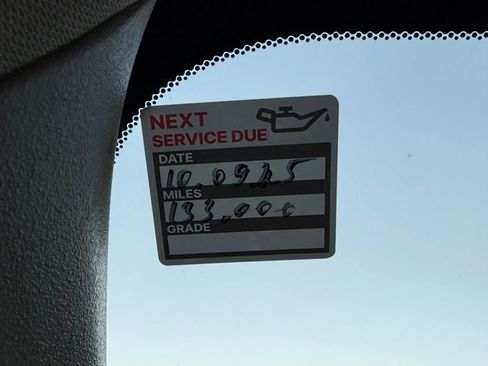 NEXT
SERVICE DUE
DATE
10.09.25
MILES
133,000
GRADE